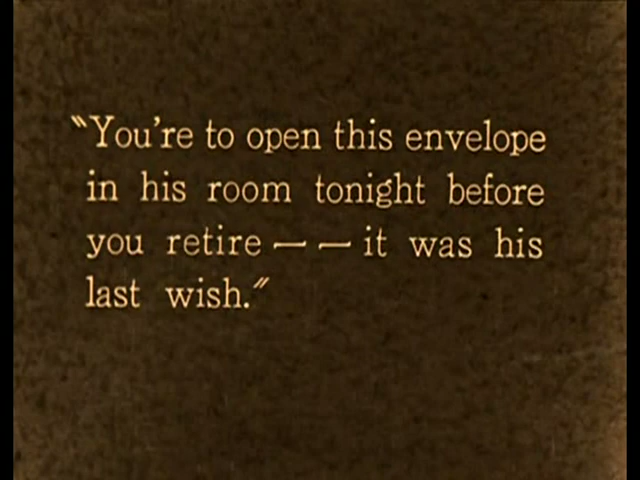 "You're to open this envelope
in his room tonight before
you retire — — it was his
last wish."